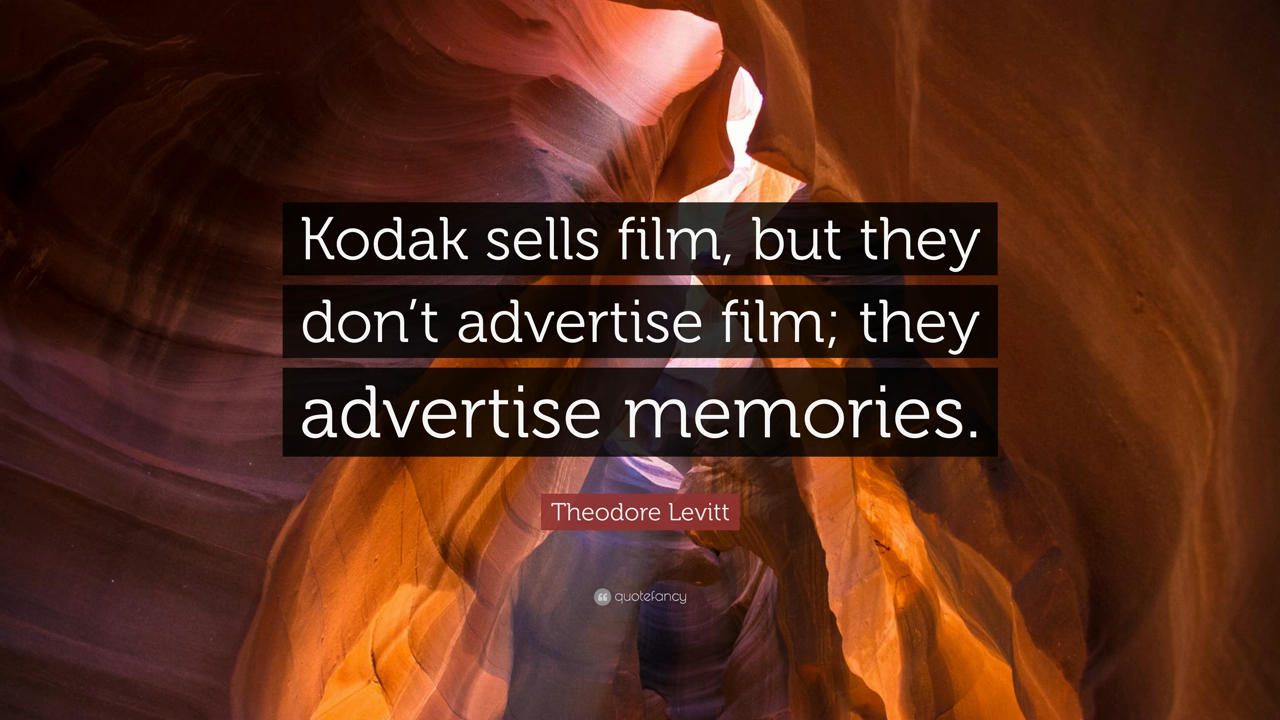 Kodak sells film, but they
don’t advertise film; they
advertise memories.
Theodore Levitt
quotefancy